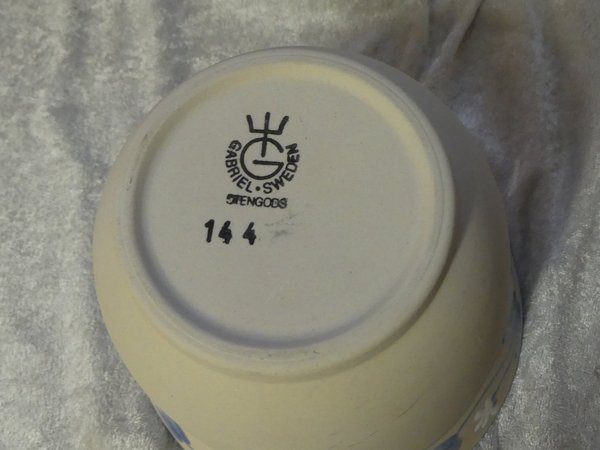 G
GABRIEL · SWEDEN
STENGODS
144